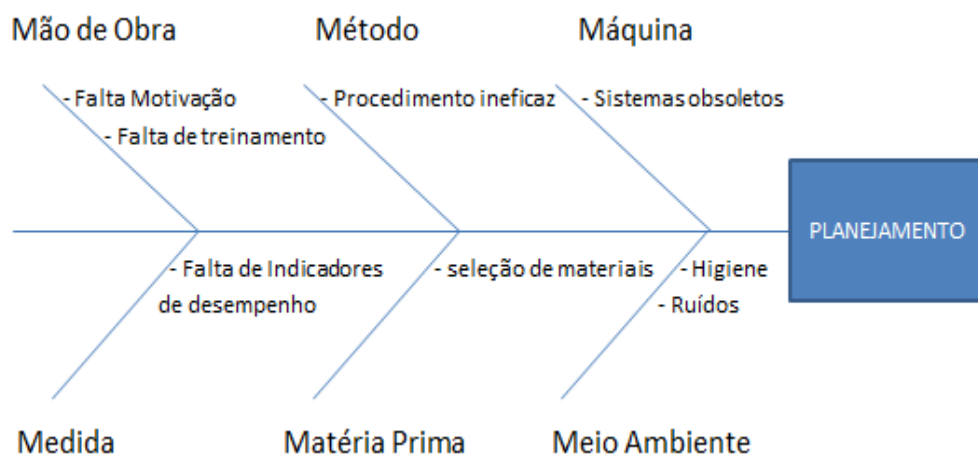 Mão de Obra
Método
Máquina
- Falta Motivação
- Procedimento ineficaz
- Sistemas obsoletos
- Falta de treinamento
PLANEJAMENTO
- Falta de Indicadores
de desempenho
- seleção de materiais
- Higiene
- Ruídos
Medida
Matéria Prima
Meio Ambiente